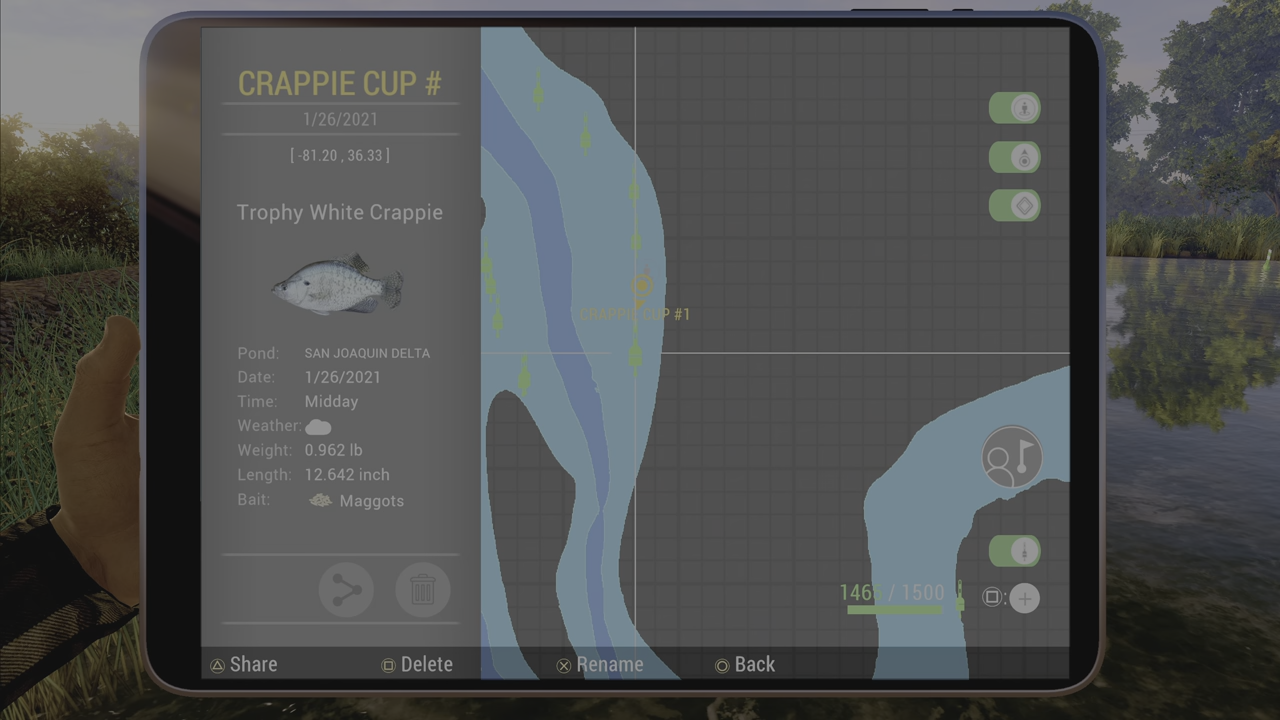 CRAPPIE CUP #
1/26/2021
[ -81.20 , 36.33 ]
Trophy White Crappie
Pond: SAN JOAQUIN DELTA
Date: 1/26/2021
Time: Midday
Weather:
Weight: 0.962 lb
Length: 12.642 inch
Bait: Maggots
CRAPPIE CUP #1
/ 1500
Share
Delete
Rename
Back